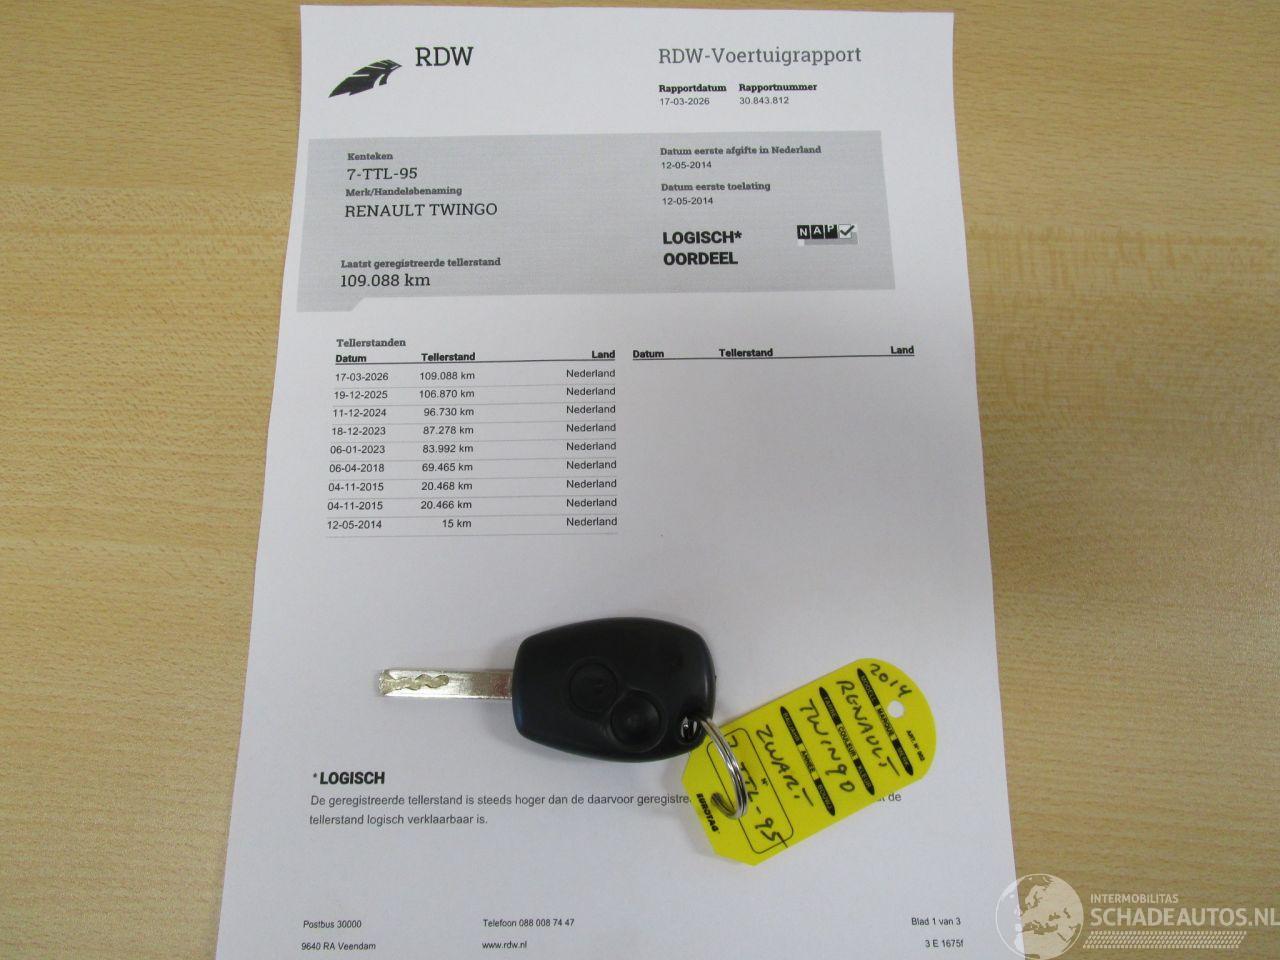 RDW
RDW-Voertuigrapport
Rapportdatum Rapportnummer
17-03-2026 30.843.812
Kenteken
7-TTL-95
Merk/Handelsbenaming
RENAULT TWINGO
Laatst geregistreerde tellerstand
109.088 km
Datum eerste afgifte in Nederland
12-05-2014
Datum eerste toelating
12-05-2014
LOGISCH*
OORDEEL
NAP
Tellerstanden
Datum Tellerstand Land Datum Tellerstand Land
17-03-2026 109.088 km Nederland
19-12-2025 106.870 km Nederland
11-12-2024 96.730 km Nederland
18-12-2023 87.278 km Nederland
06-01-2023 83.992 km Nederland
06-04-2018 69.465 km Nederland
04-11-2015 20.468 km Nederland
04-11-2015 20.466 km Nederland
12-05-2014 15 km Nederland
2014
RENAULT
TWINGO
ZWART
7-TTL-95
N°
EUROTAG
*LOGISCH
De geregistreerde tellerstand is steeds hoger dan de daarvoor de
tellerstand logisch verklaarbaar is.
Postbus 30000 Telefoon 088 008 74 47 Blad 1 van 3
9640 RA Veendam www.rdw.nl 3 E 1675f
INTERMOBILITAS
SCHADEAUTOS.NL